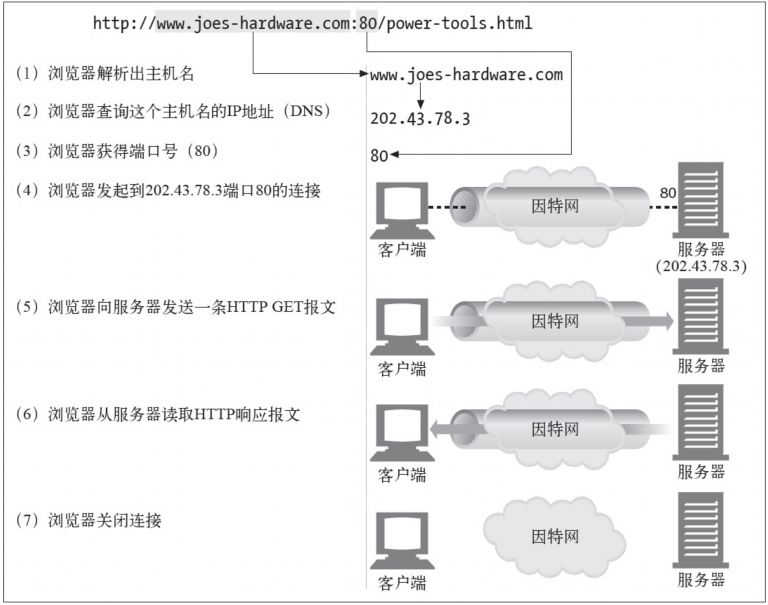 http://www.joes-hardware.com:80/power-tools.html
（1）浏览器解析出主机名
www.joes-hardware.com
（2）浏览器查询这个主机名的IP地址（DNS）
202.43.78.3
（3）浏览器获得端口号（80）
80
（4）浏览器发起到202.43.78.3端口80的连接
因特网
80
客户端
服务器
(202.43.78.3)
（5）浏览器向服务器发送一条HTTP GET报文
因特网
客户端
服务器
（6）浏览器从服务器读取HTTP响应报文
因特网
客户端
服务器
（7）浏览器关闭连接
因特网
客户端
服务器